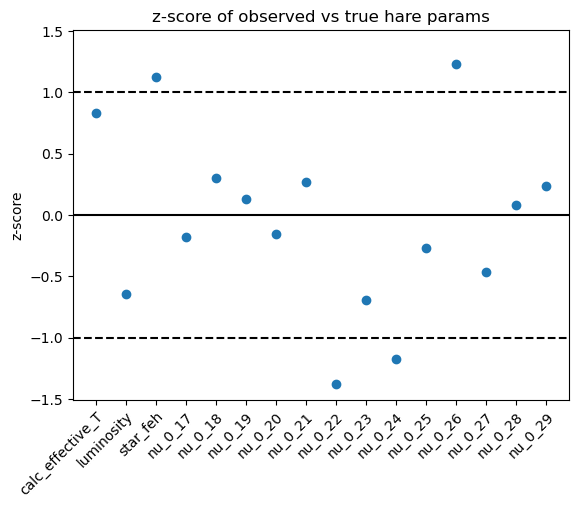 z-score of observed vs true hare params
1.5
1.0
0.5
0.0
−0.5
−1.0
−1.5
z-score
calc_effective_T
luminosity
star_feh
nu_0_17
nu_0_18
nu_0_19
nu_0_20
nu_0_21
nu_0_22
nu_0_23
nu_0_24
nu_0_25
nu_0_26
nu_0_27
nu_0_28
nu_0_29